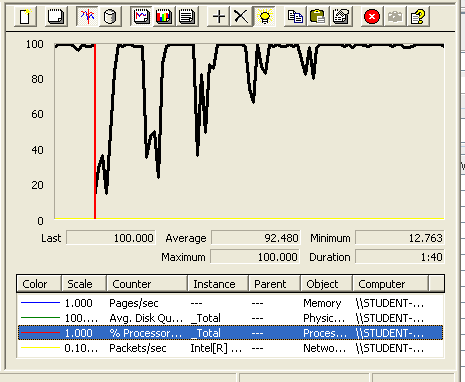 100
80
60
40
20
0
Last 100.000 Average 92.480 Minimum 12.763
Maximum 100.000 Duration 1:40
Color Scale Counter Instance Parent Object Computer
1.000 Pages/sec --- --- Memory \\STUDENT-...
100.... Avg. Disk Qu... _Total --- Physic... \\STUDENT-...
1.000 % Processor... _Total --- Proces... \\STUDENT-...
0.10... Packets/sec Intel[R] ... --- Netwo... \\STUDENT-...